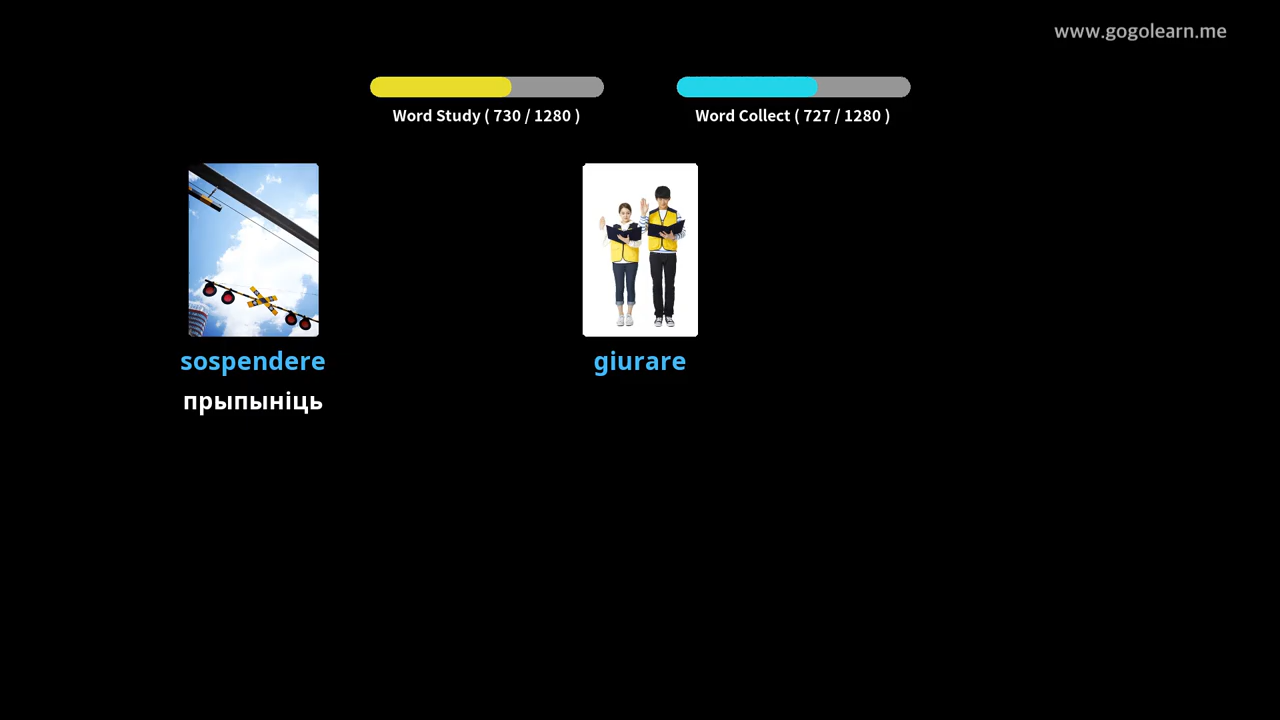 www.gogolearn.me
Word Study ( 730 / 1280 )
Word Collect ( 727 / 1280 )
sospendere
прыпыніць
giurare